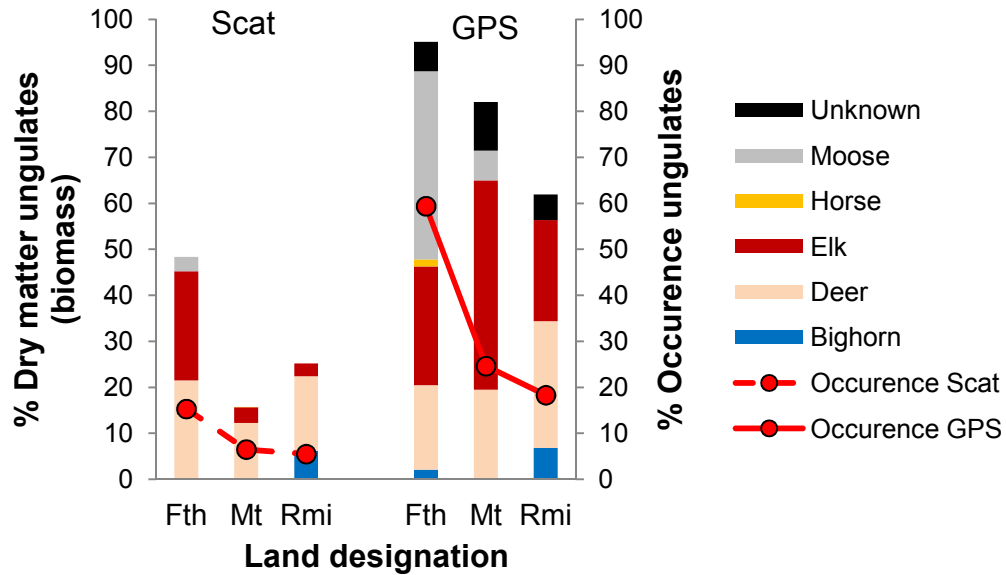 Scat
GPS
% Dry matter ungulates
(biomass)
100
90
80
70
60
50
40
30
20
10
0
100
90
80
70
60
50
40
30
20
10
0
% Occurence ungulates
Fth Mt Rmi Fth Mt Rmi
Land designation
Unknown
Moose
Horse
Elk
Deer
Bighorn
Occurence Scat
Occurence GPS